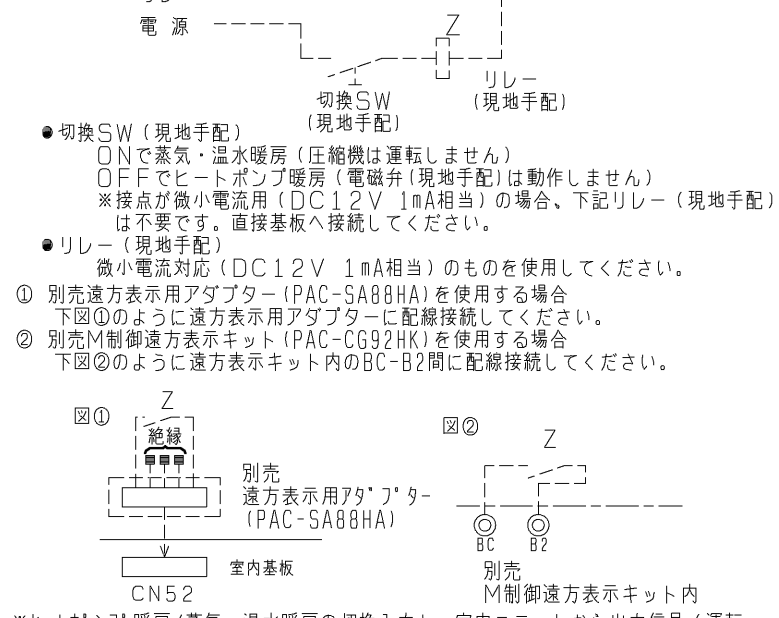 電 源
Z
リレー
(現地手配)
切換SW
(現地手配)
●切換SW(現地手配)
ONで蒸気・温水暖房(圧縮機は運転しません)
OFFでヒートポンプ暖房(電磁弁(現地手配)は動作しません)
※接点が微小電流用(DC12V 1mA相当)の場合、下記リレー(現地手配)
は不要です。直接基板へ接続してください。
●リレー(現地手配)
微小電流対応(DC12V 1mA相当)のものを使用してください。
① 別売遠方表示用アダプター(PAC-SA88HA)を使用する場合
下図①のように遠方表示用アダプターに配線接続してください。
② 別売M制御遠方表示キット(PAC-CG92HK)を使用する場合
下図②のように遠方表示キット内のBC-B2間に配線接続してください。
図①
Z
絶縁
別売
遠方表示用アダプター
(PAC-SA88HA)
室内基板
CN52
図②
Z
BC B2
別売
M制御遠方表示キット内